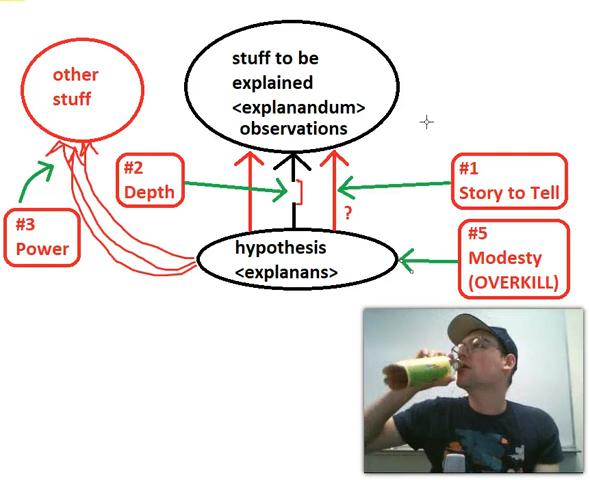 other
stuff
stuff to be
explained
<explanandum>
observations
#2
Depth
#1
Story to Tell
?
#3
Power
hypothesis
<explanans>
#5
Modesty
(OVERKILL)